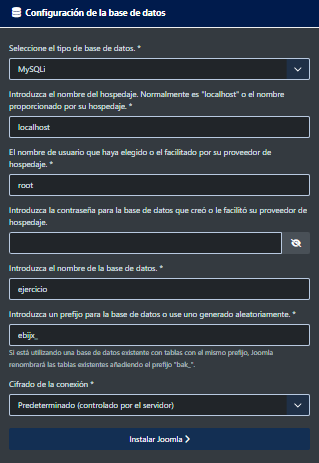 Configuración de la base de datos
Seleccione el tipo de base de datos. *
MySQLi
Introduzca el nombre del hospedaje. Normalmente es "localhost" o el nombre
proporcionado por su hospedaje. *
localhost
El nombre de usuario que haya elegido o el facilitado por su proveedor de
hospedaje. *
root
Introduzca la contraseña para la base de datos que creó o le facilitó su proveedor de
hospedaje.
Introduzca el nombre de la base de datos. *
ejercicio
Introduzca un prefijo para la base de datos o use uno generado aleatoriamente. *
ebijx_
Si está utilizando una base de datos existente con tablas con el mismo prefijo, Joomla
renombrará las tablas existentes añadiendo el prefijo "bak_".
Cifrado de la conexión *
Predeterminado (controlado por el servidor)
Instalar Joomla